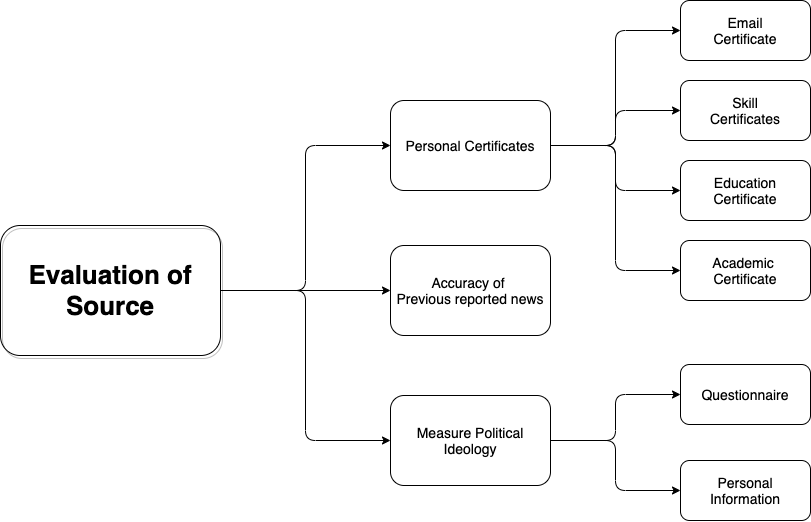 Evaluation of
Source
Personal Certificates
Email
Certificate
Skill
Certificates
Education
Certificate
Academic
Certificate
Accuracy of
Previous reported news
Measure Political
Ideology
Questionnaire
Personal
Information